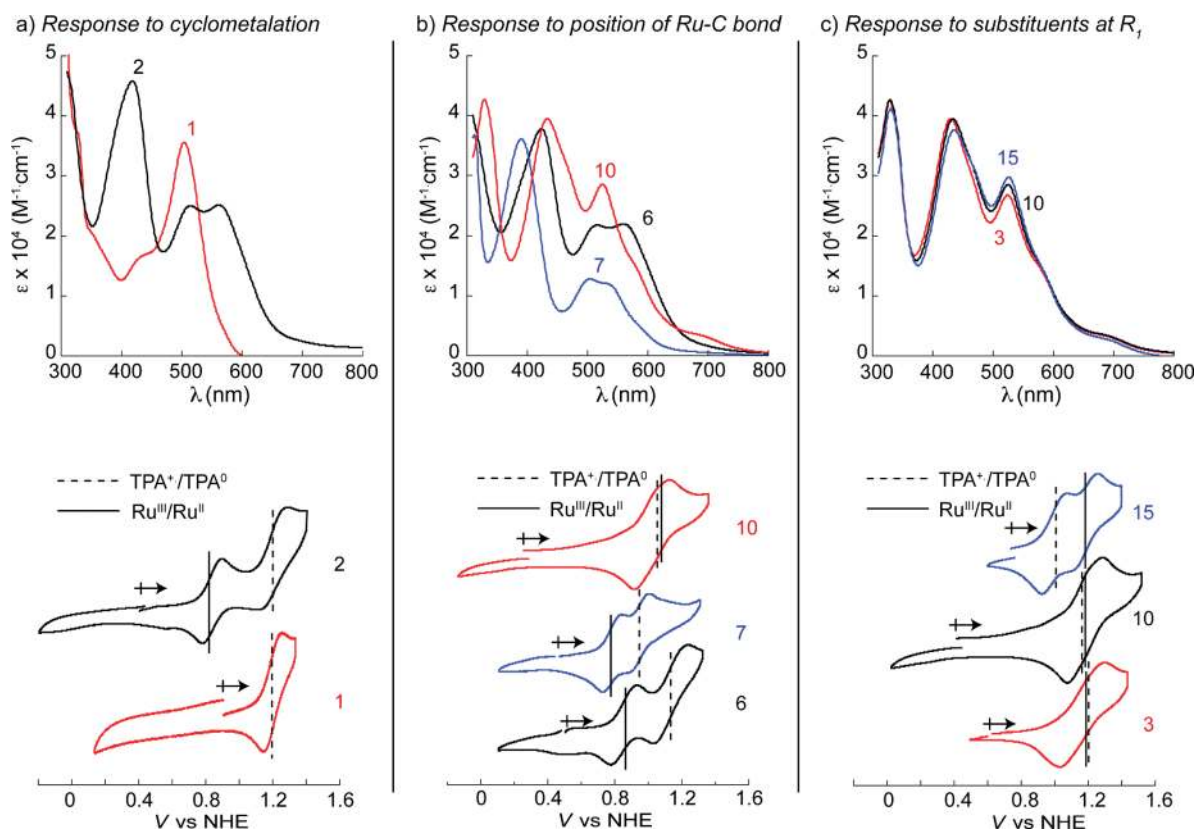 a) Response to cyclometalation
5
4
3
2
1
0
ε x 10⁴ (M⁻¹·cm⁻¹)
2
1
300 400 500 600 700 800
λ (nm)
TPA⁺/TPA⁰
Ruᴵᴵᴵ/Ruᴵᴵ
2
1
0 0.4 0.8 1.2 1.6
V vs NHE
b) Response to position of Ru-C bond
5
4
3
2
1
0
ε x 10⁴ (M⁻¹·cm⁻¹)
10
6
7
300 400 500 600 700 800
λ (nm)
TPA⁺/TPA⁰
Ruᴵᴵᴵ/Ruᴵᴵ
10
7
6
0 0.4 0.8 1.2 1.6
V vs NHE
c) Response to substituents at R₁
5
4
3
2
1
0
ε x 10⁴ (M⁻¹·cm⁻¹)
15
10
3
300 400 500 600 700 800
λ (nm)
TPA⁺/TPA⁰
Ruᴵᴵᴵ/Ruᴵᴵ
15
10
3
0 0.4 0.8 1.2 1.6
V vs NHE